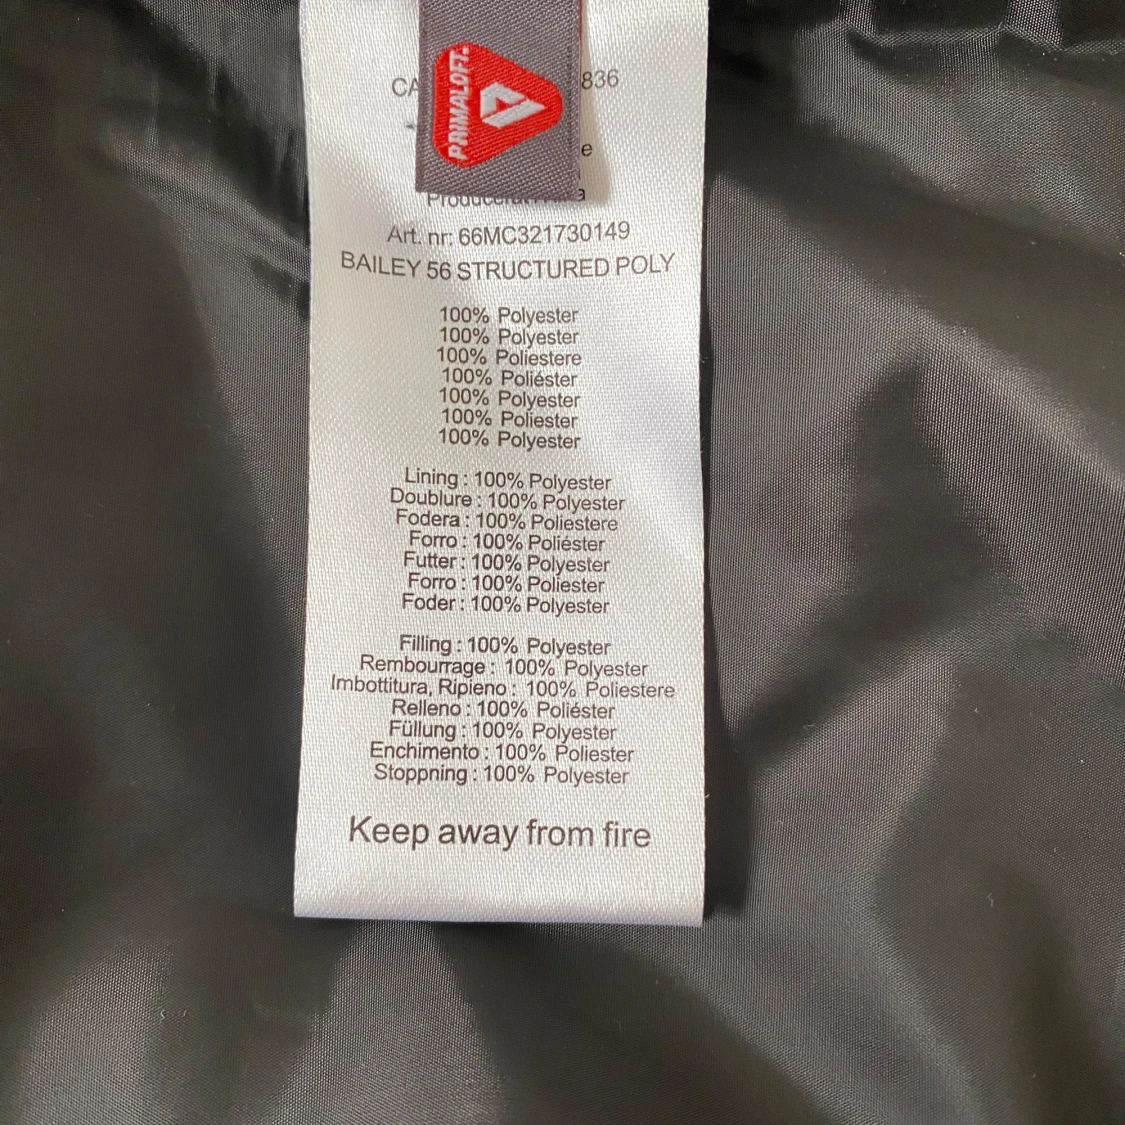 PRIMALOFT.
CA 836
e
Art. nr: 66MC321730149
BAILEY 56 STRUCTURED POLY
100% Polyester
100% Polyester
100% Poliestere
100% Poliéster
100% Polyester
100% Poliester
100% Polyester
Lining : 100% Polyester
Doublure : 100% Polyester
Fodera : 100% Poliestere
Forro : 100% Poliéster
Futter : 100% Polyester
Forro : 100% Poliester
Foder : 100% Polyester
Filling : 100% Polyester
Rembourrage : 100% Polyester
Imbottitura, Ripieno : 100% Poliestere
Relleno : 100% Poliéster
Füllung : 100% Polyester
Enchimento : 100% Poliester
Stoppning : 100% Polyester
Keep away from fire